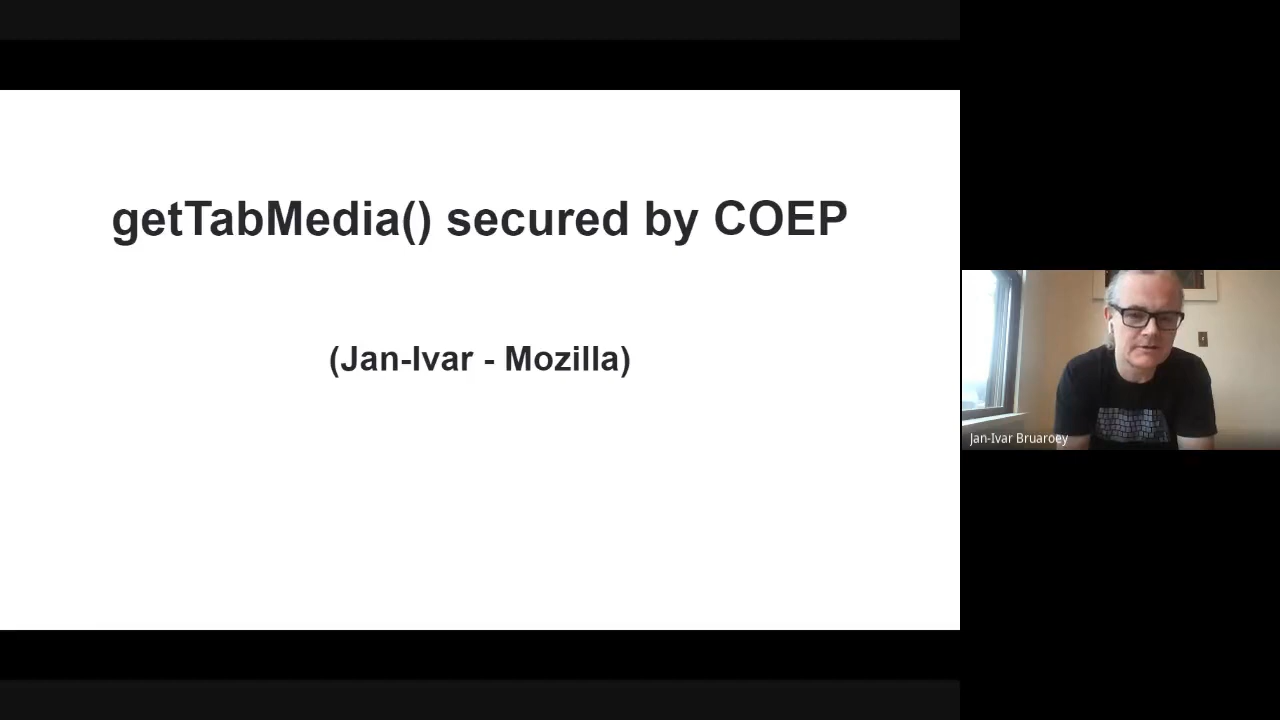 getTabMedia() secured by COEP
(Jan-Ivar - Mozilla)
Jan-Ivar Bruaroey